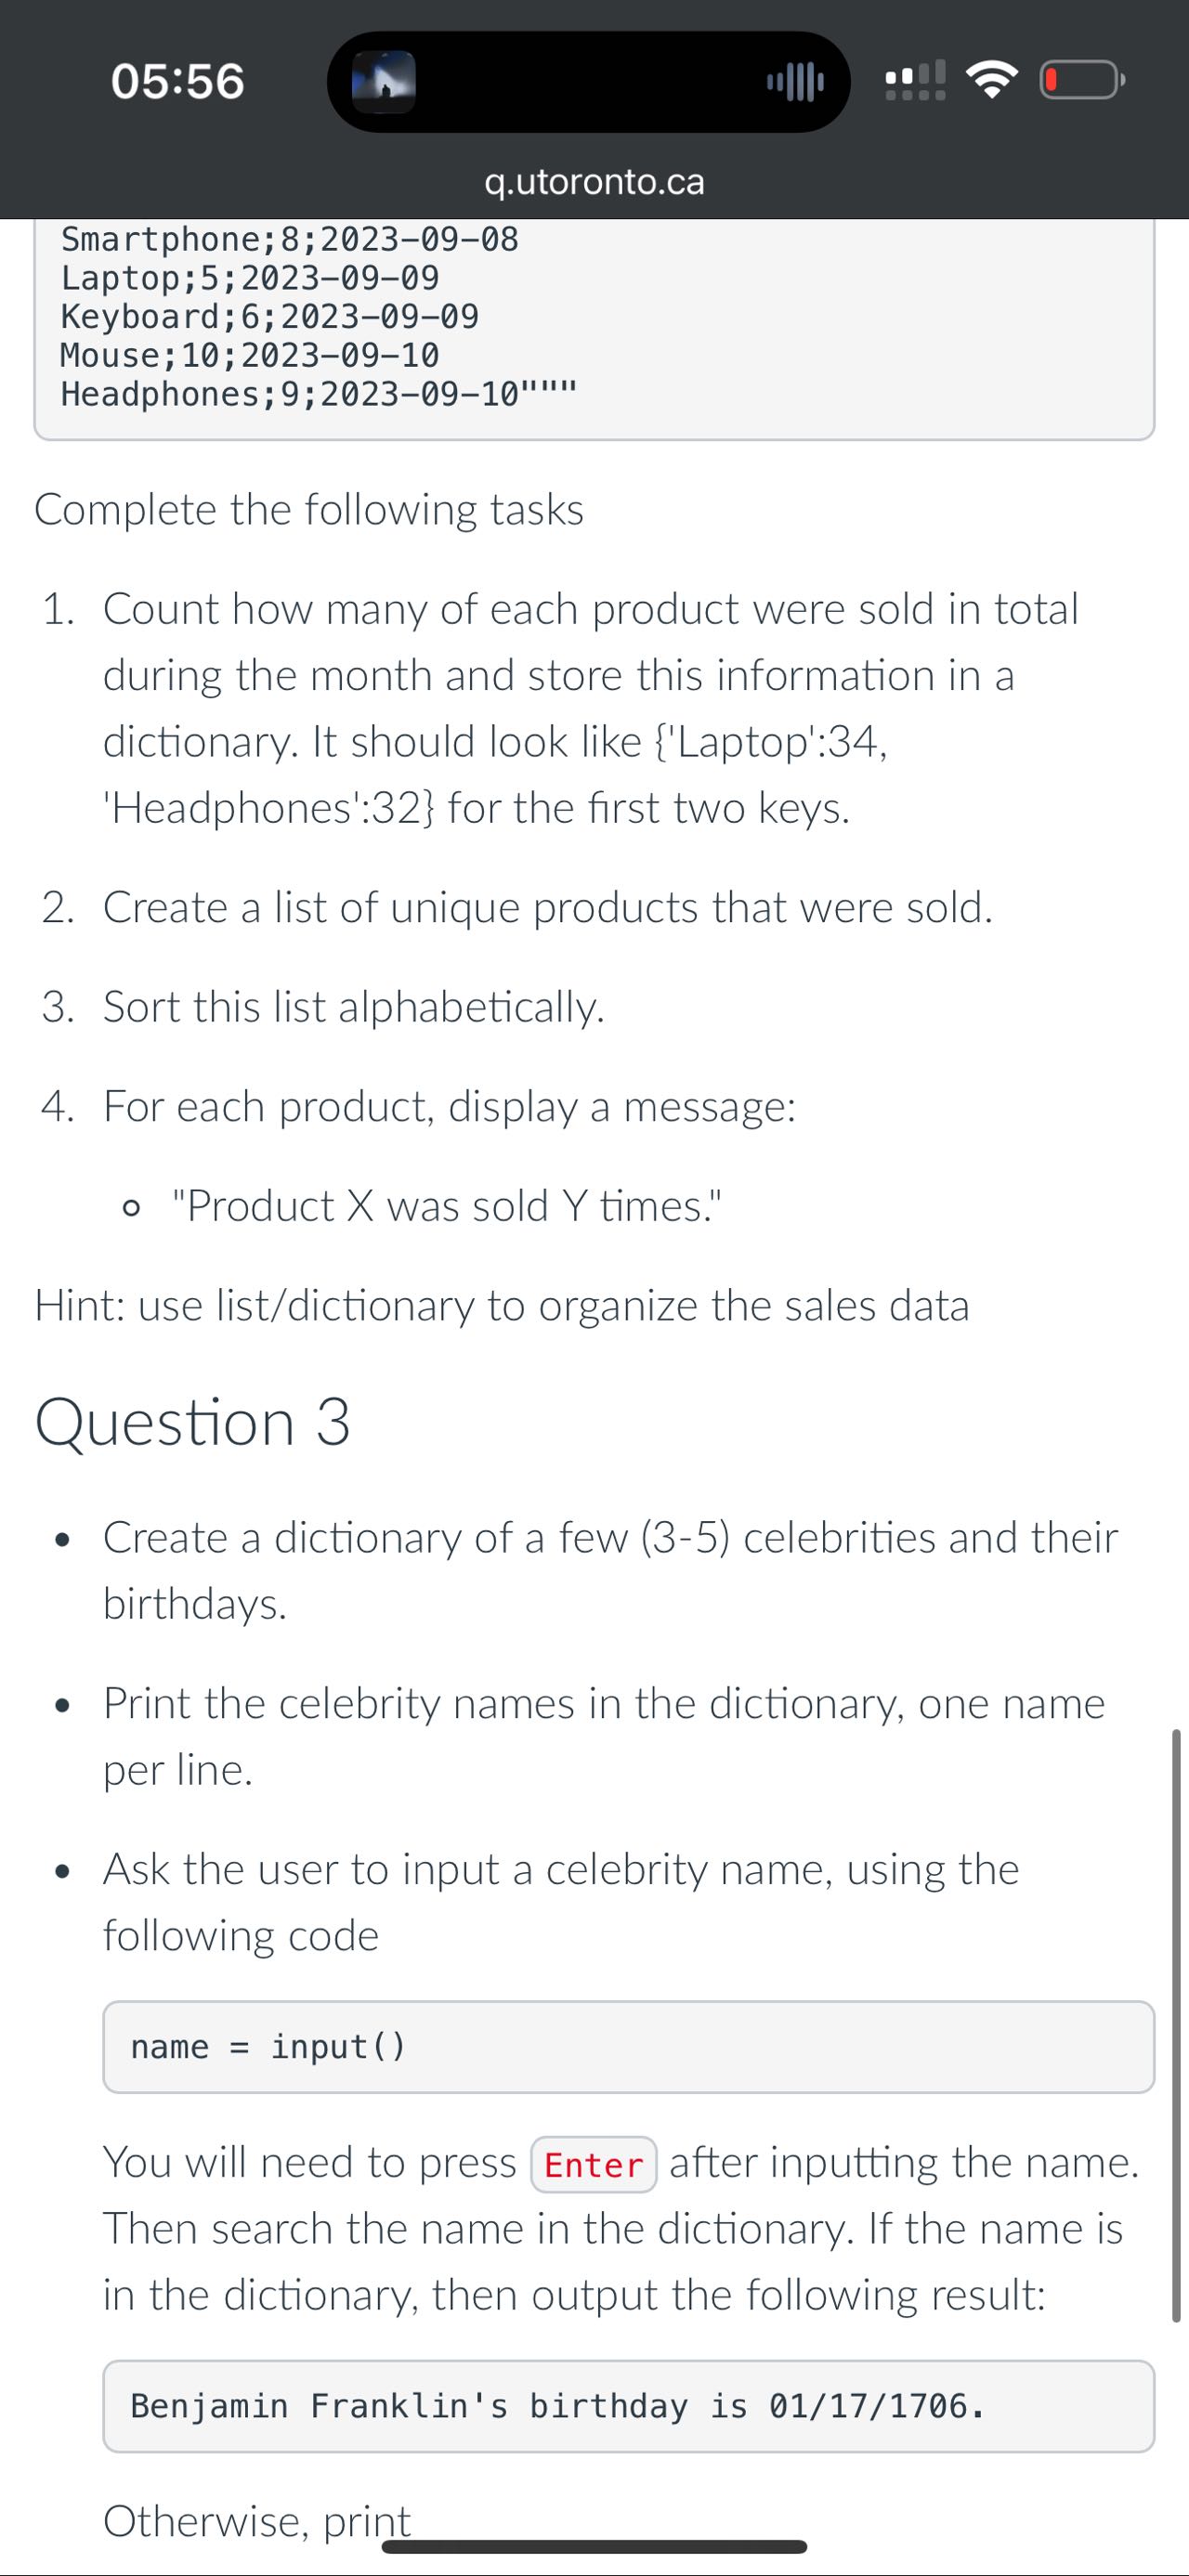 05:56
q.utoronto.ca
Smartphone;8;2023-09-08
Laptop;5;2023-09-09
Keyboard;6;2023-09-09
Mouse;10;2023-09-10
Headphones;9;2023-09-10"""
Complete the following tasks
1. Count how many of each product were sold in total
during the month and store this information in a
dictionary. It should look like {'Laptop':34,
'Headphones':32} for the first two keys.
2. Create a list of unique products that were sold.
3. Sort this list alphabetically.
4. For each product, display a message:
"Product X was sold Y times."
Hint: use list/dictionary to organize the sales data
Question 3
• Create a dictionary of a few (3-5) celebrities and their
birthdays.
• Print the celebrity names in the dictionary, one name
per line.
• Ask the user to input a celebrity name, using the
following code
name = input()
You will need to press Enter after inputting the name.
Then search the name in the dictionary. If the name is
in the dictionary, then output the following result:
Benjamin Franklin's birthday is 01/17/1706.
Otherwise, print